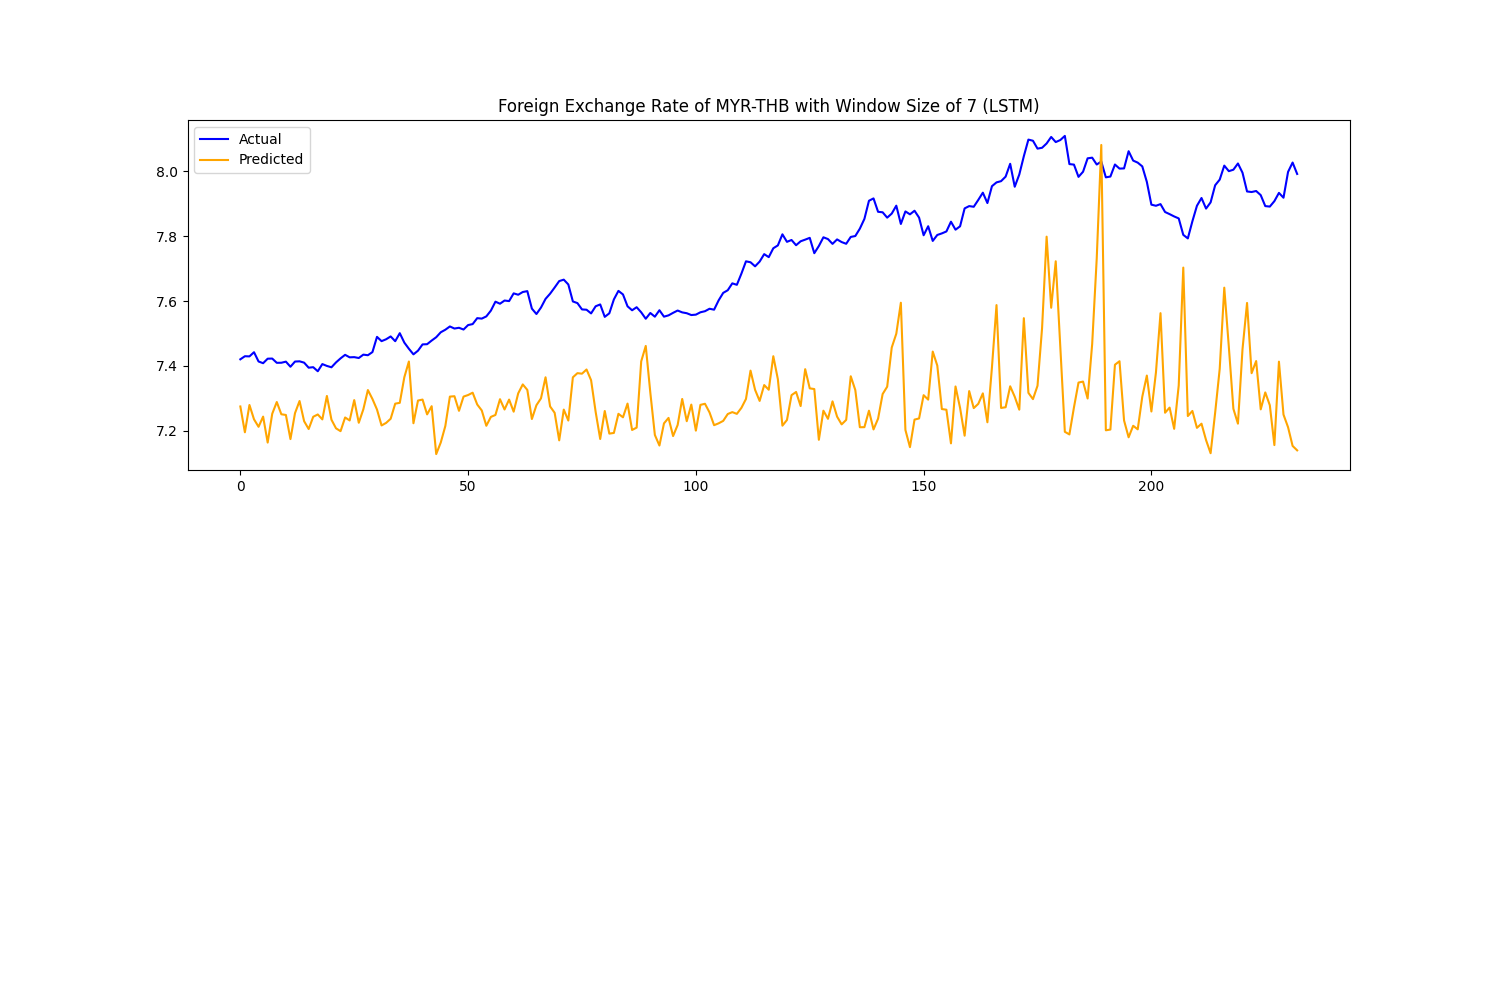 Foreign Exchange Rate of MYR-THB with Window Size of 7 (LSTM)
Actual
Predicted
8.0
7.8
7.6
7.4
7.2
0 50 100 150 200